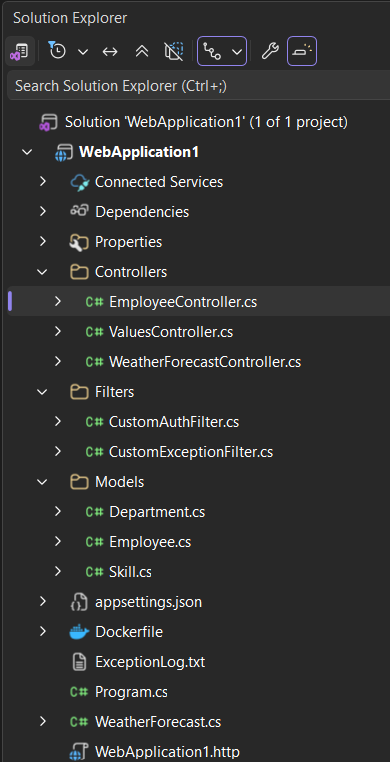 Solution Explorer
Search Solution Explorer (Ctrl+;)
Solution 'WebApplication1' (1 of 1 project)
WebApplication1
Connected Services
Dependencies
Properties
Controllers
C# EmployeeController.cs
C# ValuesController.cs
C# WeatherForecastController.cs
Filters
C# CustomAuthFilter.cs
C# CustomExceptionFilter.cs
Models
C# Department.cs
C# Employee.cs
C# Skill.cs
appsettings.json
Dockerfile
ExceptionLog.txt
C# Program.cs
C# WeatherForecast.cs
WebApplication1.http